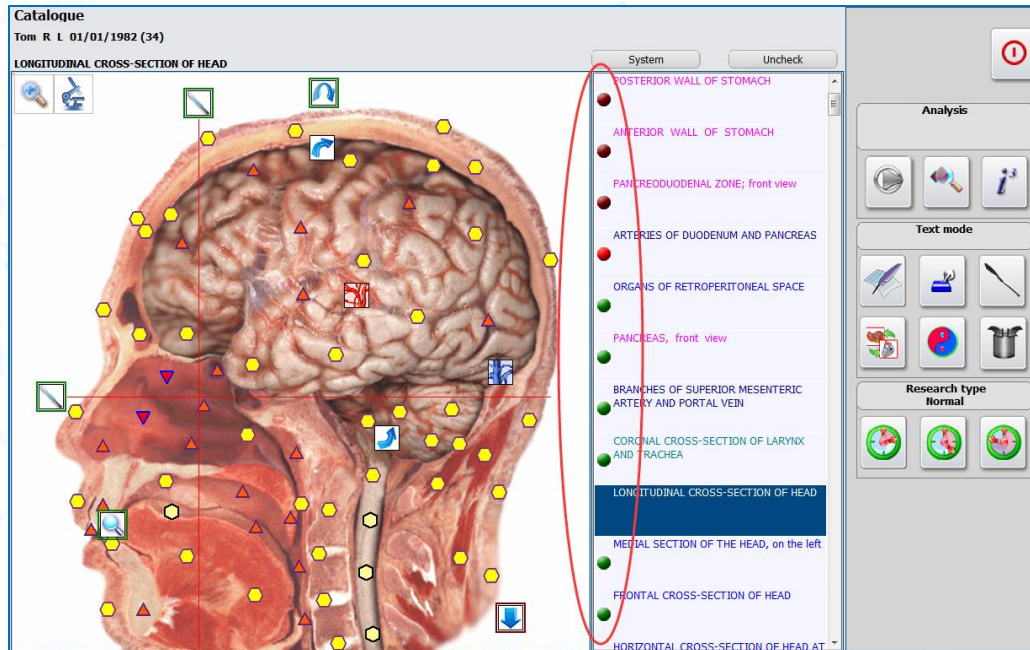 Catalogue
Tom R L 01/01/1982 (34)
LONGITUDINAL CROSS-SECTION OF HEAD
System
Uncheck
POSTERIOR WALL OF STOMACH
ANTERIOR WALL OF STOMACH
PANCREODUODENAL ZONE; front view
ARTERIES OF DUODENUM AND PANCREAS
ORGANS OF RETROPERITONEAL SPACE
PANCREAS, front view
BRANCHES OF SUPERIOR MESENTERIC
ARTERY AND PORTAL VEIN
CORONAL CROSS-SECTION OF LARYNX
AND TRACHEA
LONGITUDINAL CROSS-SECTION OF HEAD
MEDIAL SECTION OF THE HEAD, on the left
FRONTAL CROSS-SECTION OF HEAD
HORIZONTAL CROSS-SECTION OF HEAD AT
Analysis
i³
Text mode
Research type
Normal